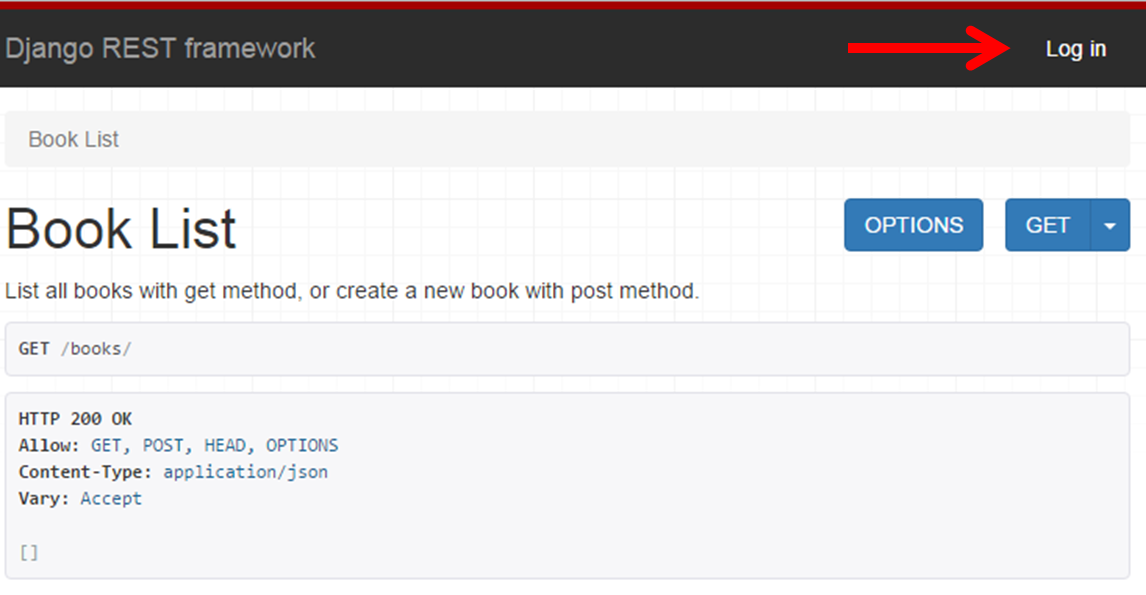 Django REST framework
Log in
Book List
Book List
OPTIONS
GET
List all books with get method, or create a new book with post method.
GET /books/
HTTP 200 OK
Allow: GET, POST, HEAD, OPTIONS
Content-Type: application/json
Vary: Accept
[]